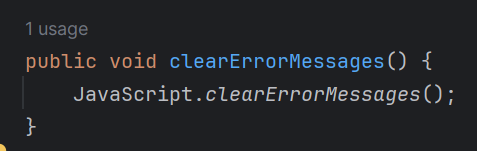 1 usage
public void clearErrorMessages() {
    JavaScript.clearErrorMessages();
}